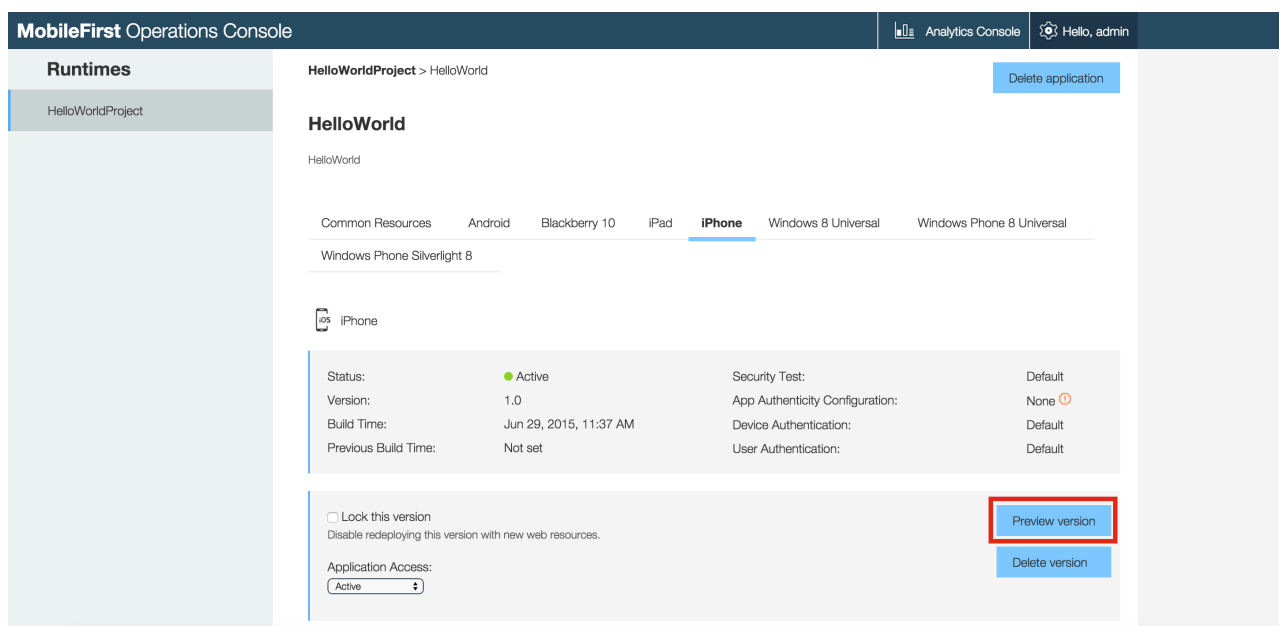 MobileFirst Operations Console
Analytics Console
Hello, admin
Runtimes
HelloWorldProject
HelloWorldProject > HelloWorld
Delete application
HelloWorld
HelloWorld
Common Resources Android Blackberry 10 iPad iPhone Windows 8 Universal Windows Phone 8 Universal
Windows Phone Silverlight 8
iOS iPhone
Status: Active Security Test: Default
Version: 1.0 App Authenticity Configuration: None
Build Time: Jun 29, 2015, 11:37 AM Device Authentication: Default
Previous Build Time: Not set User Authentication: Default
Lock this version
Disable redeploying this version with new web resources.
Preview version
Application Access:
Delete version
Active